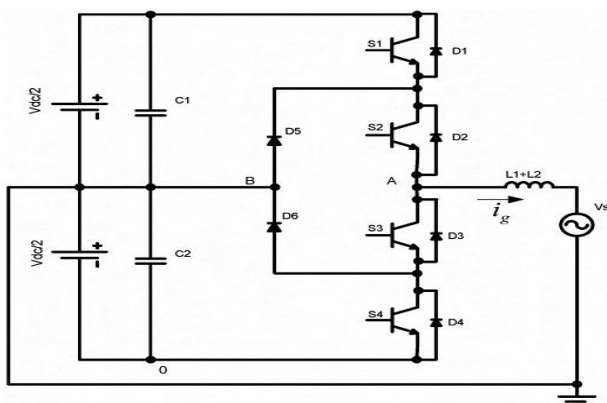 S1
D1
Vdc/2
+
-
C1
D5
S2
D2
B
A
L1+L2
i_g
Vs
D6
S3
D3
Vdc/2
+
-
C2
S4
D4
0